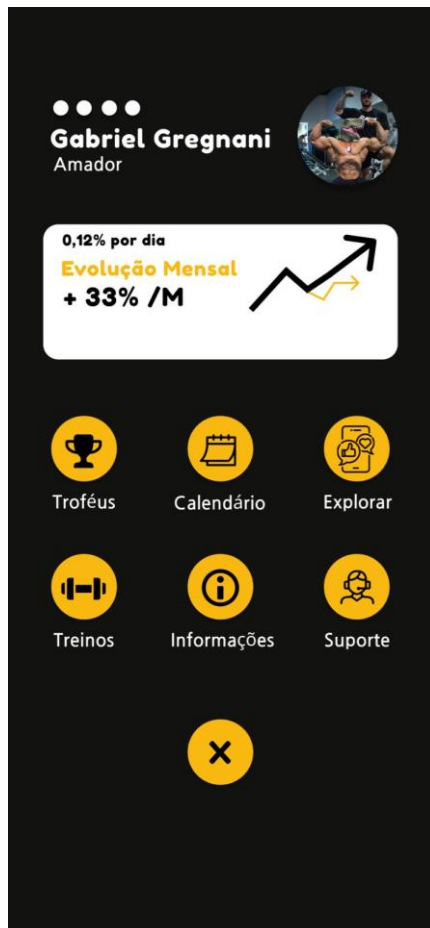 Gabriel Gregnani
Amador
0,12% por dia
Evolução Mensal
+ 33% /M
Troféus
Calendário
Explorar
Treinos
Informações
Suporte